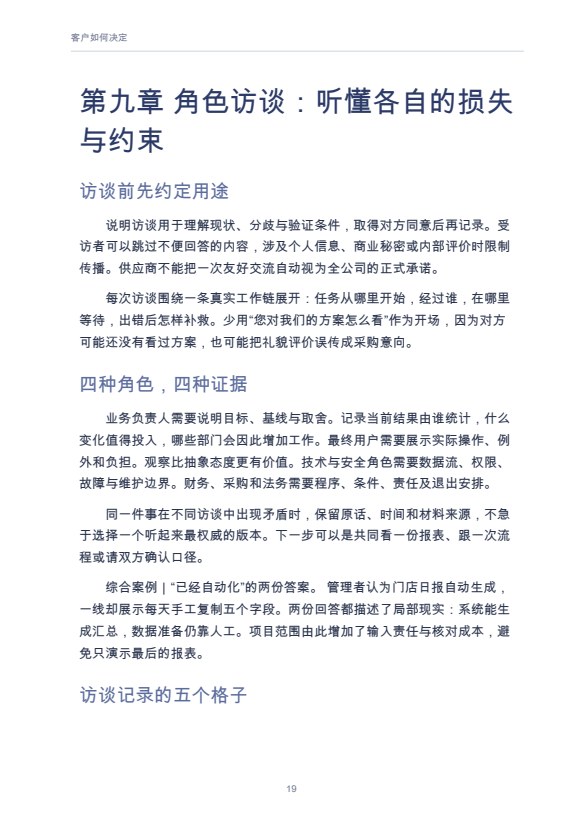 客户如何决定
第九章 角色访谈：听懂各自的损失
与约束
访谈前先约定用途
说明访谈用于理解现状、分歧与验证条件，取得对方同意后再记录。受
访者可以跳过不便回答的内容，涉及个人信息、商业秘密或内部评价时限制
传播。供应商不能把一次友好交流自动视为全公司的正式承诺。
每次访谈围绕一条真实工作链展开：任务从哪里开始，经过谁，在哪里
等待，出错后怎样补救。少用“您对我们的方案怎么看”作为开场，因为对方
可能还没有看过方案，也可能把礼貌评价误传成采购意向。
四种角色，四种证据
业务负责人需要说明目标、基线与取舍。记录当前结果由谁统计，什么
变化值得投入，哪些部门会因此增加工作。最终用户需要展示实际操作、例
外和负担。观察比抽象态度更有价值。技术与安全角色需要数据流、权限、
故障与维护边界。财务、采购和法务需要程序、条件、责任及退出安排。
同一件事在不同访谈中出现矛盾时，保留原话、时间和材料来源，不急
于选择一个听起来最权威的版本。下一步可以是共同看一份报表、跟一次流
程或请双方确认口径。
综合案例｜“已经自动化”的两份答案。 管理者认为门店日报自动生成，
一线却展示每天手工复制五个字段。两份回答都描述了局部现实：系统能生
成汇总，数据准备仍靠人工。项目范围由此增加了输入责任与核对成本，避
免只演示最后的报表。
访谈记录的五个格子
19